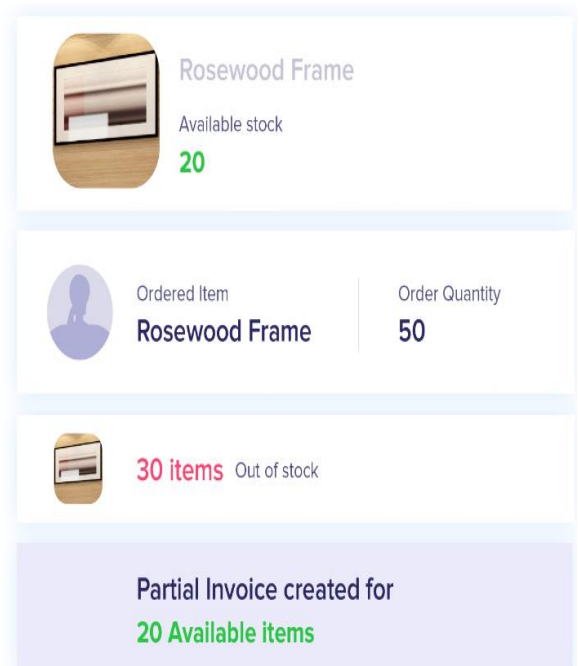 Rosewood Frame
Available stock
20
Ordered Item
Rosewood Frame
Order Quantity
50
30 items Out of stock
Partial Invoice created for
20 Available items